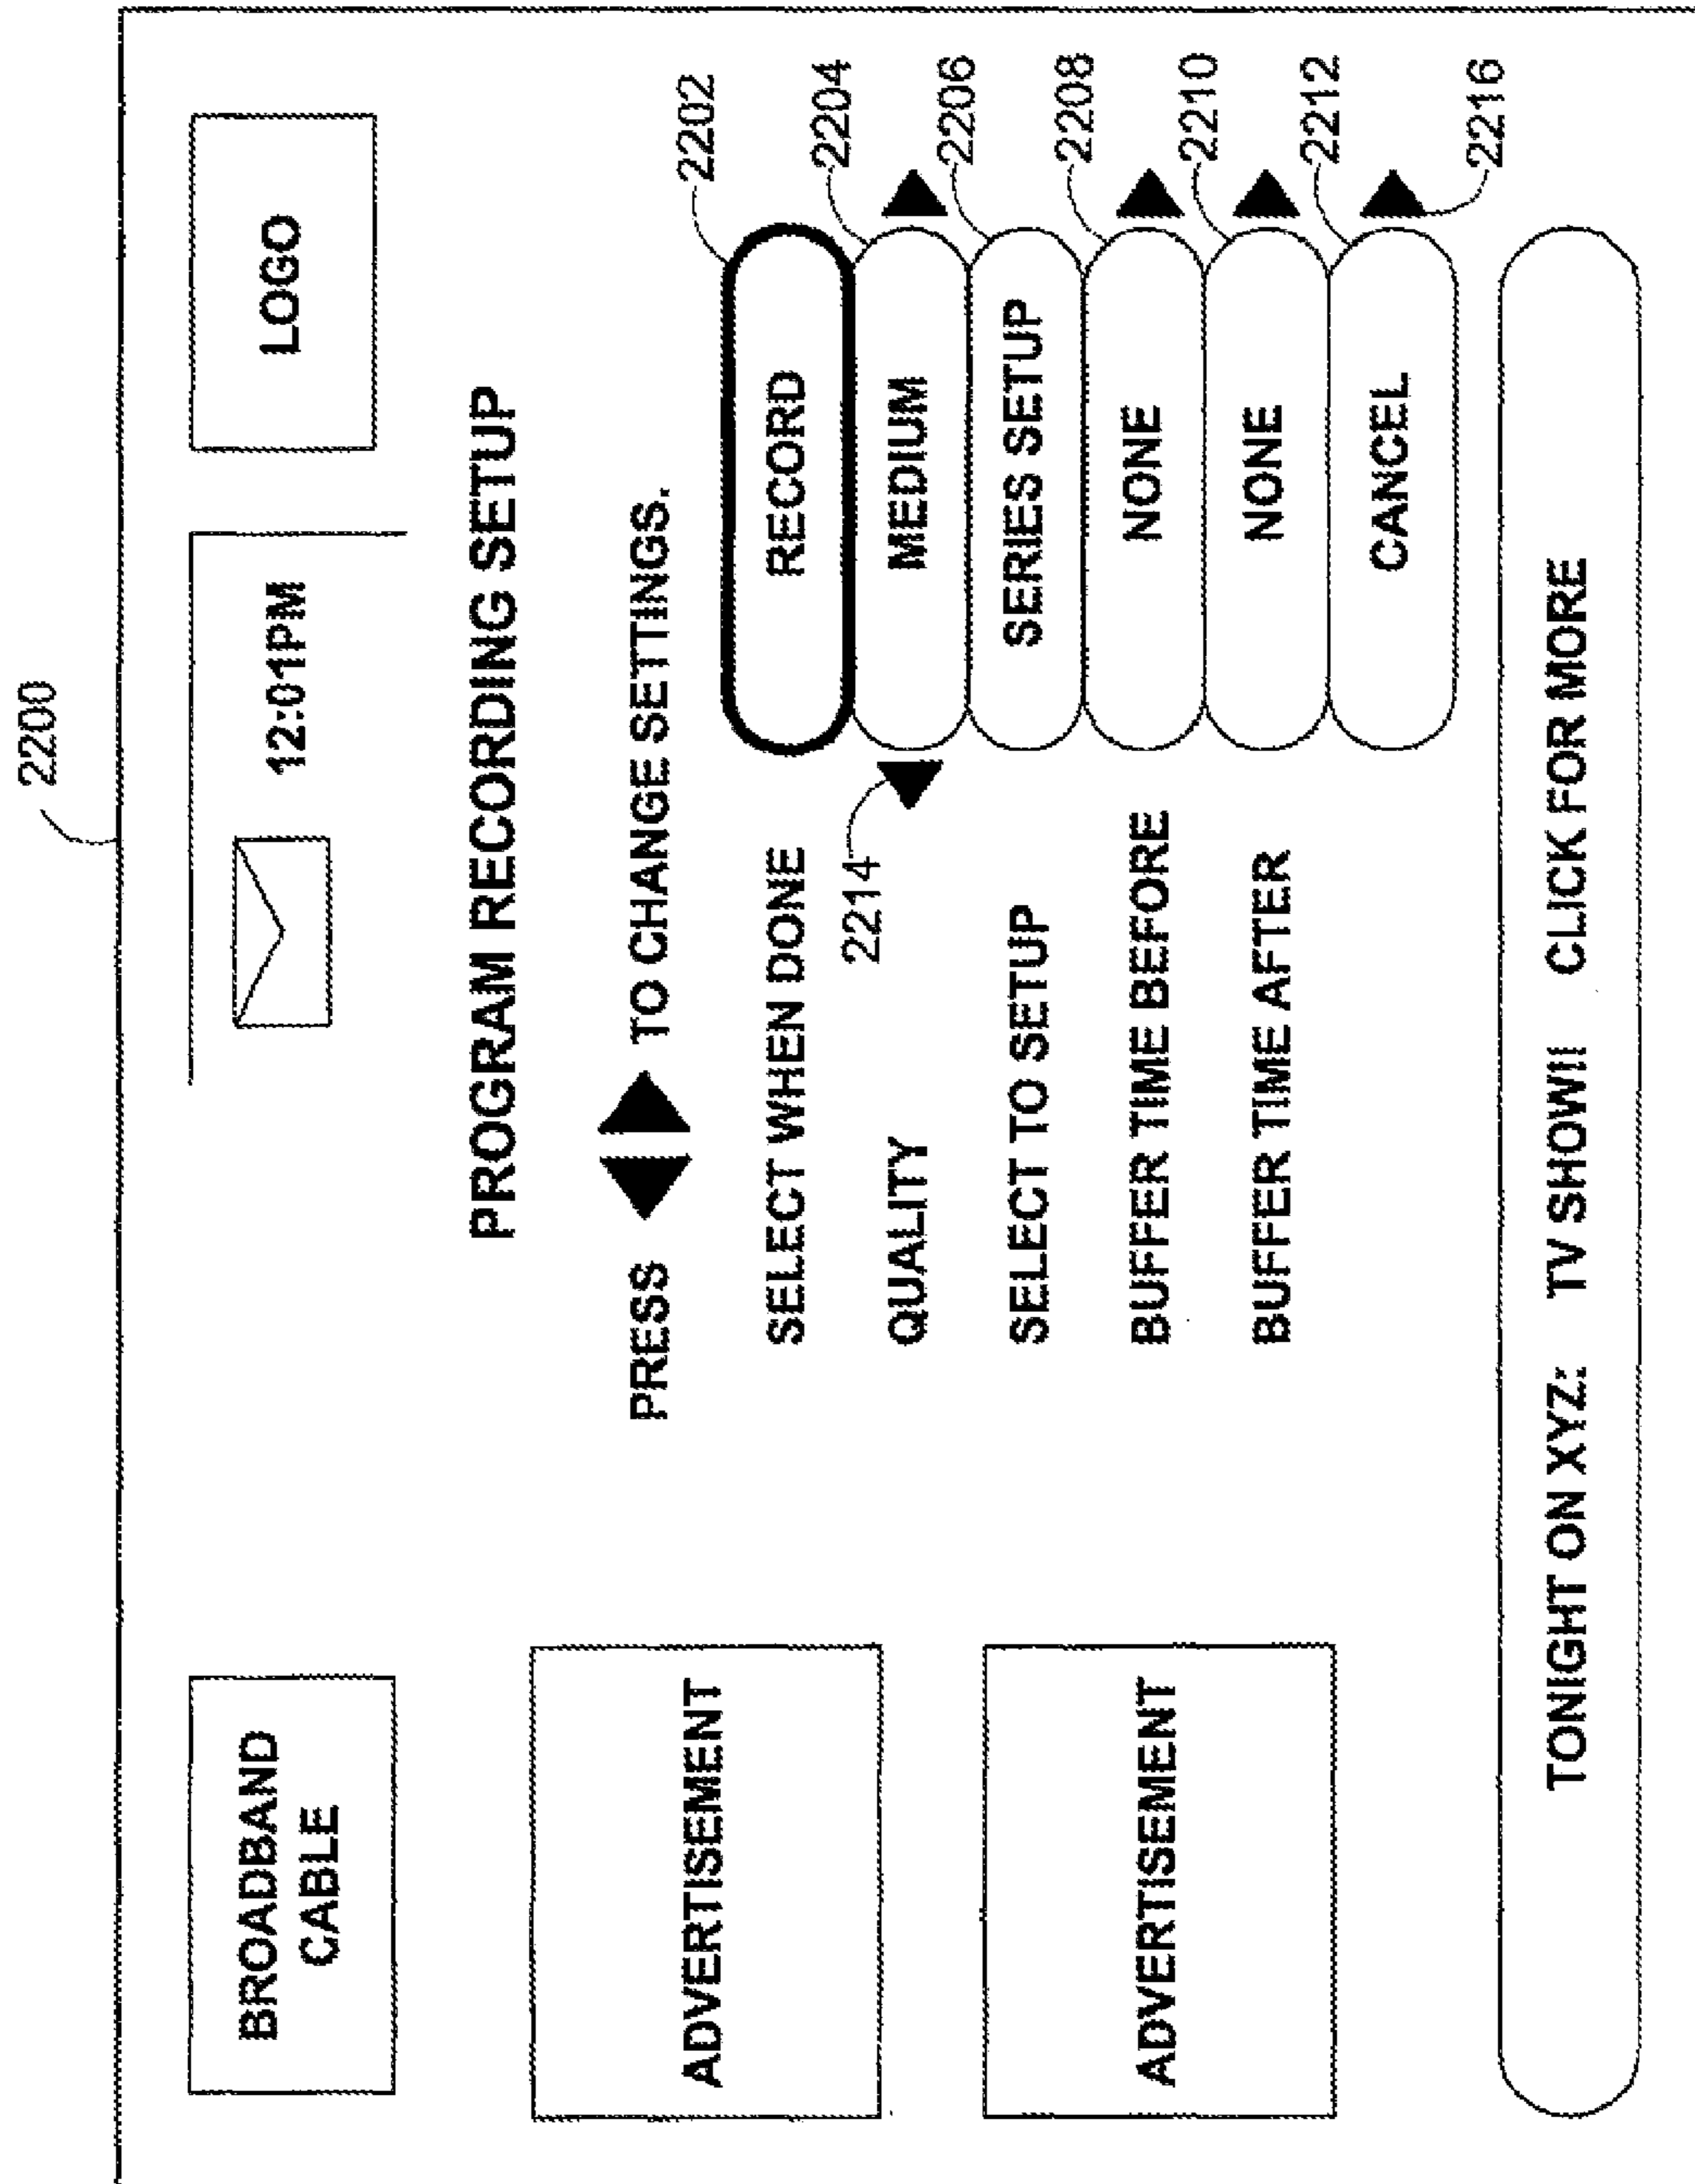 2200
BROADBAND
CABLE
12:01PM
LOGO
PROGRAM RECORDING SETUP
PRESS ◀ ▶ TO CHANGE SETTINGS.
ADVERTISEMENT
SELECT WHEN DONE
RECORD
2202
2214
QUALITY
MEDIUM
2204
SELECT TO SETUP
SERIES SETUP
2206
ADVERTISEMENT
BUFFER TIME BEFORE
NONE
2208
BUFFER TIME AFTER
NONE
2210
CANCEL
2212
2216
TONIGHT ON XYZ: TV SHOW!! CLICK FOR MORE